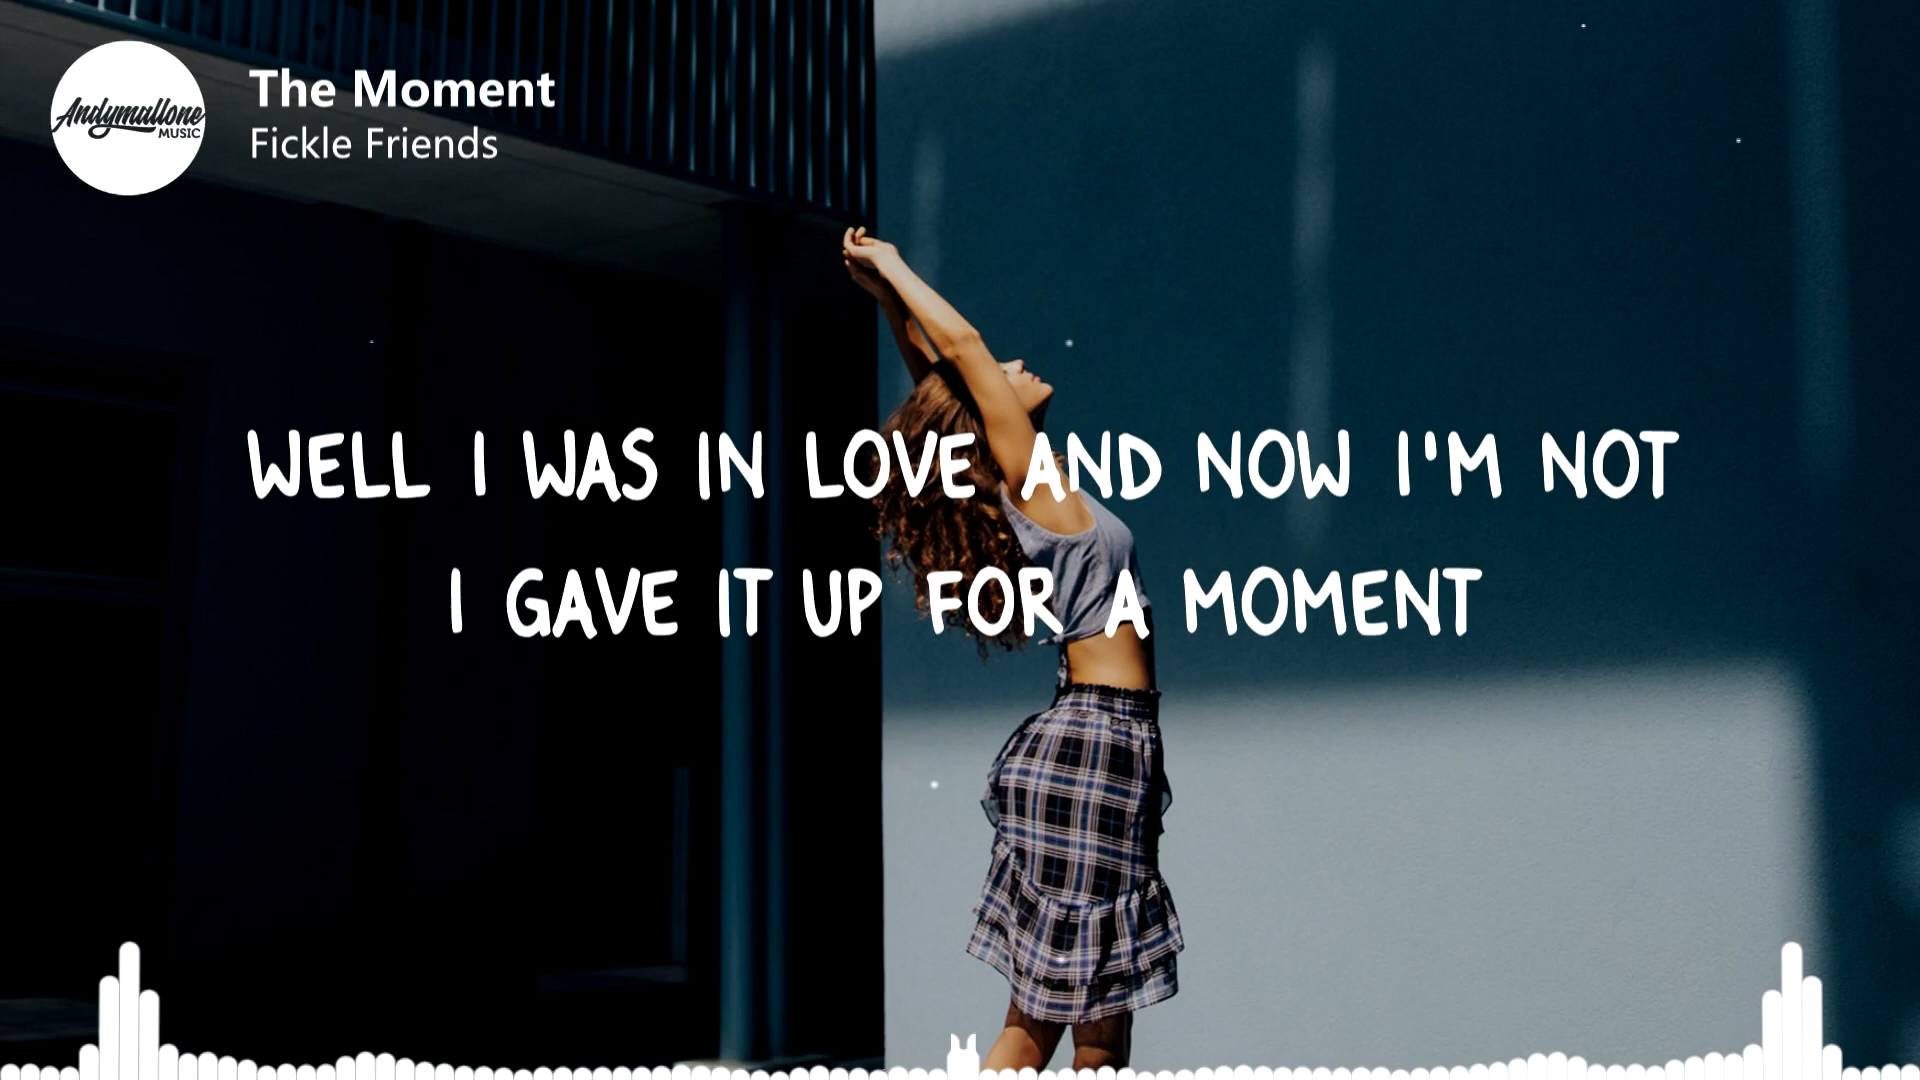 Andymallone
MUSIC
The Moment
Fickle Friends
WELL I WAS IN LOVE AND NOW I'M NOT
I GAVE IT UP FOR A MOMENT